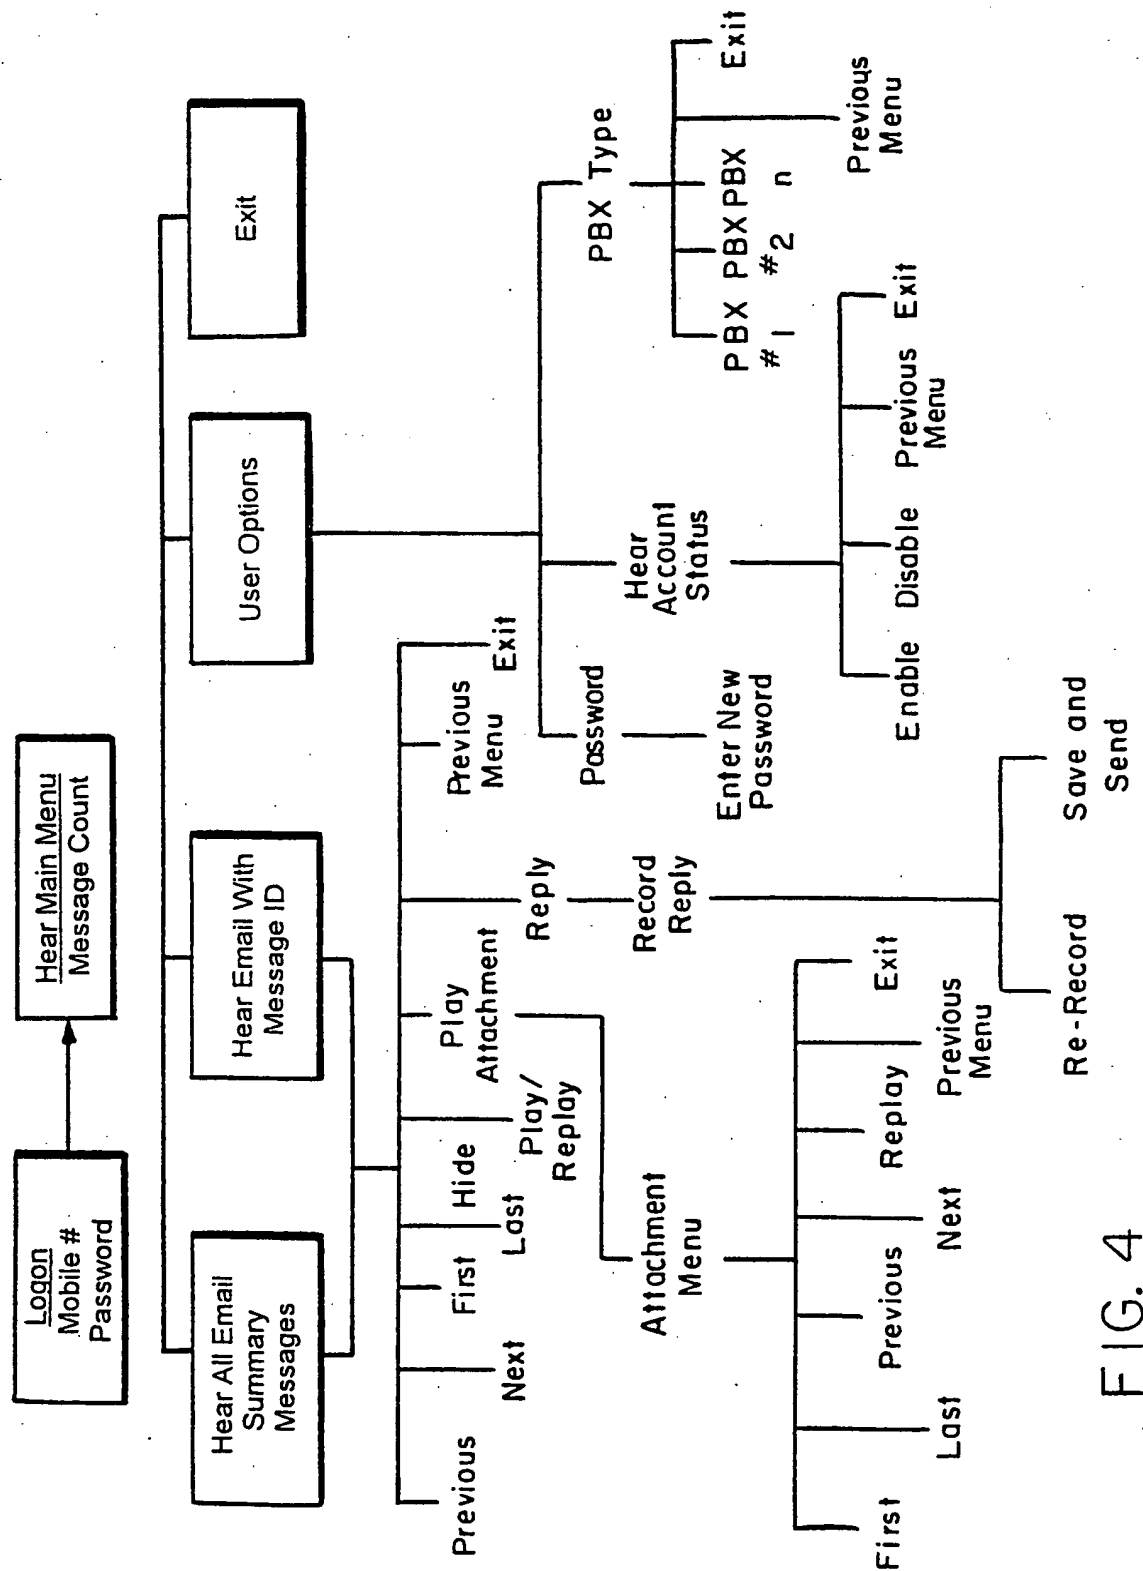 Logon
Mobile #
Password
Hear Main Menu
Message Count
Hear All Email
Summary
Messages
Hear Email With
Message ID
User Options
Exit
Previous
Next
First
Last
Hide
Play/
Replay
Play
Attachment
Reply
Previous
Menu
Exit
Record
Reply
Attachment
Menu
Password
Enter New
Password
Hear
Account
Status
PBX Type
PBX
#1
PBX
#2
PBX
n
Previous
Menu
Exit
Enable
Disable
Previous
Menu
Exit
First
Last
Previous
Next
Replay
Previous
Menu
Exit
Re-Record
Save and
Send
FIG. 4